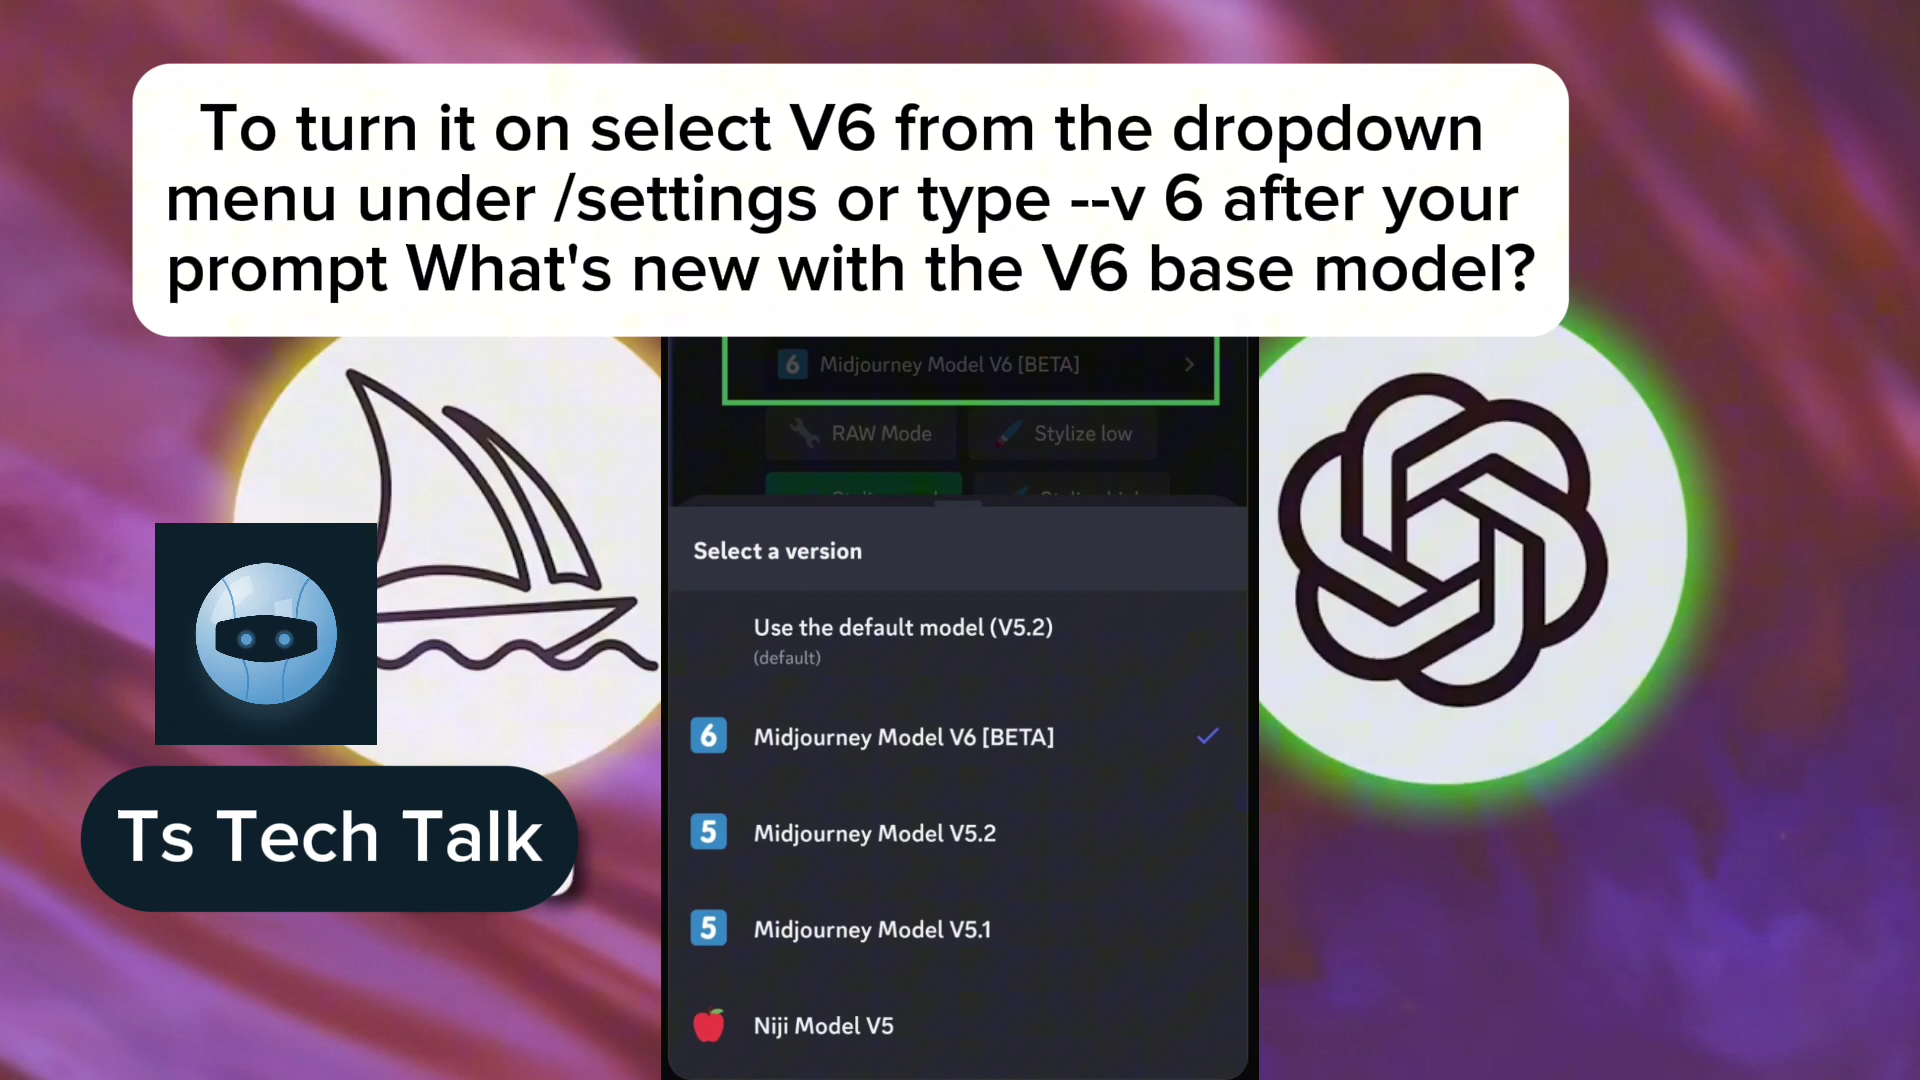 To turn it on select V6 from the dropdown
menu under /settings or type --v 6 after your
prompt What's new with the V6 base model?
6 Midjourney Model V6 [BETA]
RAW Mode
Stylize low
Select a version
Use the default model (V5.2)
(default)
6 Midjourney Model V6 [BETA]
5 Midjourney Model V5.2
5 Midjourney Model V5.1
Niji Model V5
Ts Tech Talk